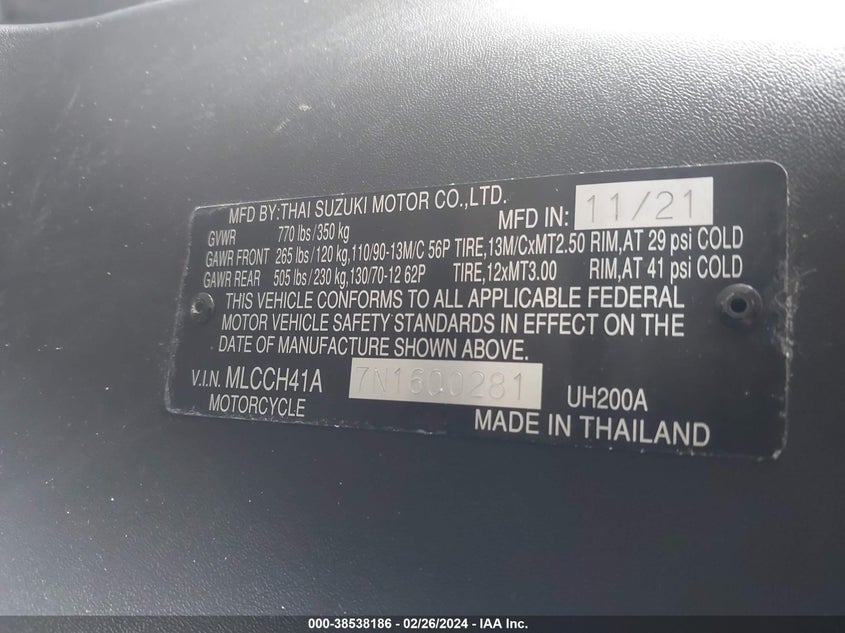 MFD BY:THAI SUZUKI MOTOR CO.,LTD. MFD IN: 11/21
GVWR 770 lbs/350 kg
GAWR FRONT 265 lbs/120 kg,110/90-13M/C 56P TIRE,13M/CxMT2.50 RIM,AT 29 psi COLD
GAWR REAR 505 lbs/230 kg,130/70-12 62P TIRE,12xMT3.00 RIM,AT 41 psi COLD
THIS VEHICLE CONFORMS TO ALL APPLICABLE FEDERAL
MOTOR VEHICLE SAFETY STANDARDS IN EFFECT ON THE
DATE OF MANUFACTURE SHOWN ABOVE.
V.I.N. MLCCH41A 7N1600281 UH200A
MOTORCYCLE MADE IN THAILAND
000-38538186 - 02/26/2024 - IAA Inc.